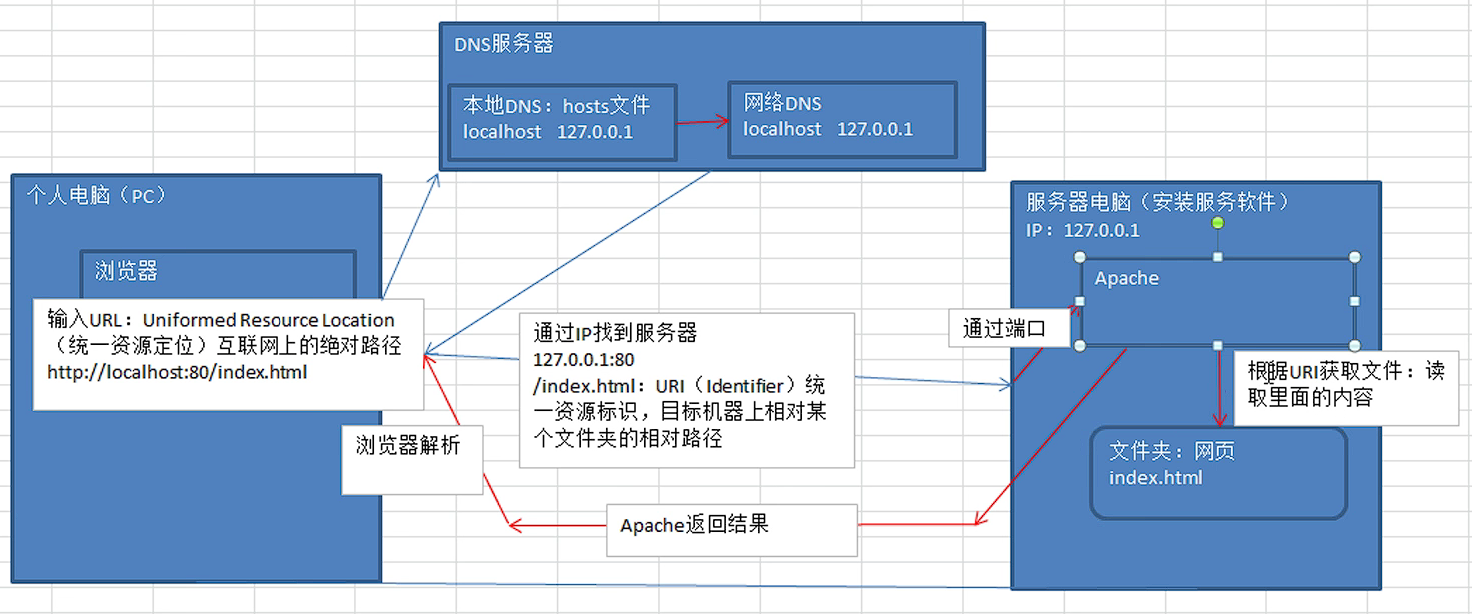 DNS服务器
本地DNS：hosts文件
localhost 127.0.0.1
网络DNS
localhost 127.0.0.1
个人电脑（PC）
浏览器
输入URL：Uniformed Resource Location
（统一资源定位）互联网上的绝对路径
http://localhost:80/index.html
浏览器解析
通过IP找到服务器
127.0.0.1:80
/index.html：URI（Identifier）统
一资源标识，目标机器上相对某
个文件夹的相对路径
Apache返回结果
服务器电脑（安装服务软件）
IP：127.0.0.1
Apache
通过端口
根据URI获取文件：读
取里面的内容
文件夹：网页
index.html